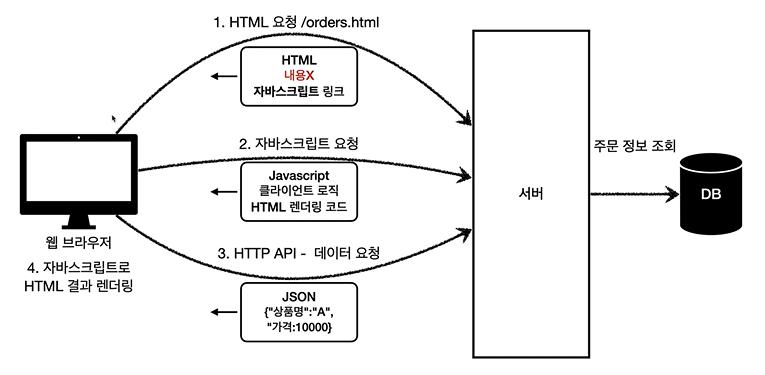 1. HTML 요청 /orders.html
HTML
내용X
자바스크립트 링크
2. 자바스크립트 요청
Javascript
클라이언트 로직
HTML 렌더링 코드
3. HTTP API - 데이터 요청
JSON
{"상품명":"A",
"가격:10000}
웹 브라우저
4. 자바스크립트로
HTML 결과 렌더링
서버
주문 정보 조회
DB